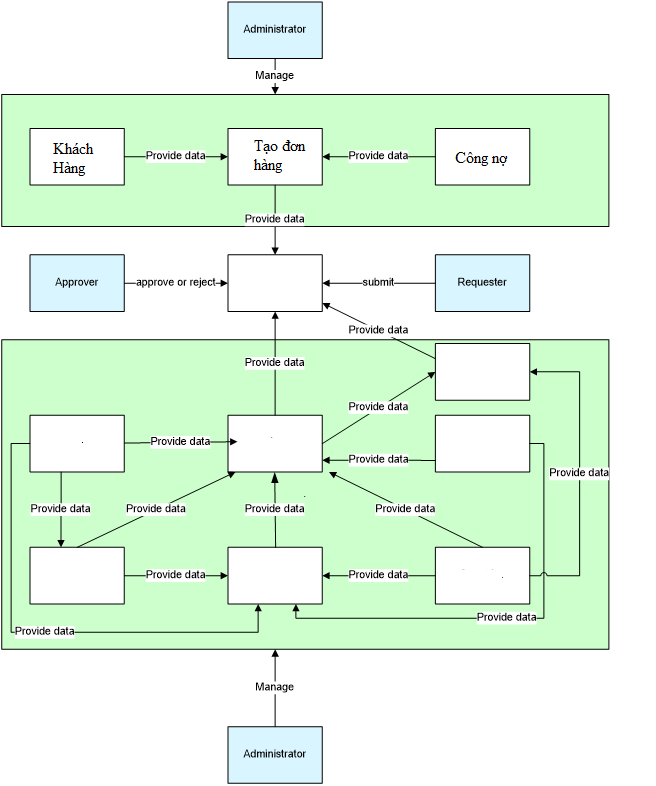 Administrator
Manage
Khách
Hàng
Provide data
Tạo đơn
hàng
Provide data
Công nợ
Provide data
Approver
approve or reject
submit
Requester
Provide data
Provide data
Provide data
Provide data
Provide data
Provide data
Provide data
Provide data
Provide data
Provide data
Provide data
Provide data
Provide data
Provide data
Manage
Administrator